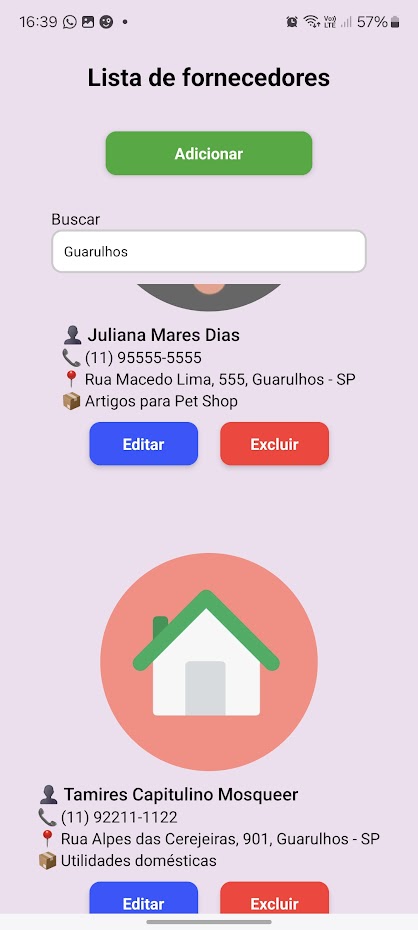 16:39
Vo)) LTE 57%
Lista de fornecedores
Adicionar
Buscar
Guarulhos
Juliana Mares Dias
(11) 95555-5555
Rua Macedo Lima, 555, Guarulhos - SP
Artigos para Pet Shop
Editar Excluir
Tamires Capitulino Mosqueer
(11) 92211-1122
Rua Alpes das Cerejeiras, 901, Guarulhos - SP
Utilidades domésticas
Editar Excluir